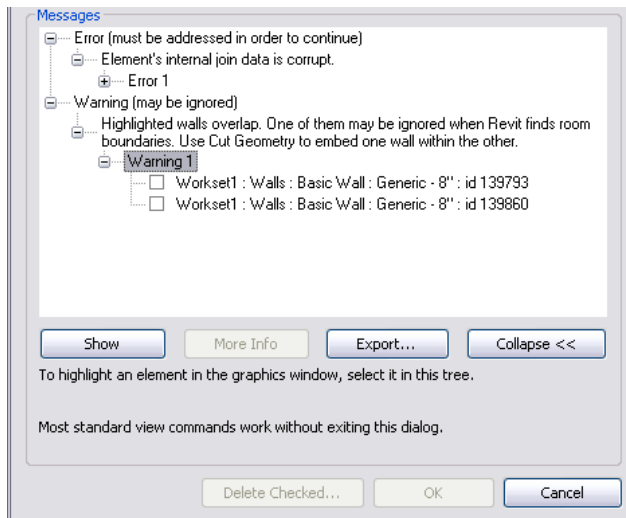 Messages
Error (must be addressed in order to continue)
Element's internal join data is corrupt.
Error 1
Warning (may be ignored)
Highlighted walls overlap. One of them may be ignored when Revit finds room
boundaries. Use Cut Geometry to embed one wall within the other.
Warning 1
Workset1 : Walls : Basic Wall : Generic - 8" : id 139793
Workset1 : Walls : Basic Wall : Generic - 8" : id 139860
Show More Info Export... Collapse <<
To highlight an element in the graphics window, select it in this tree.
Most standard view commands work without exiting this dialog.
Delete Checked... OK Cancel